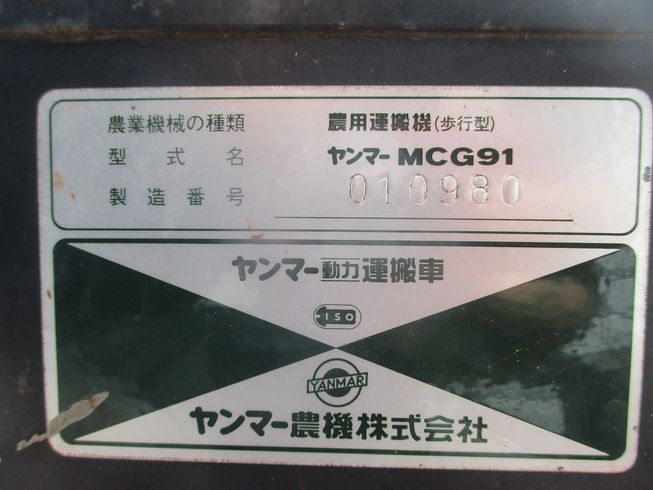 農業機械の種類 農用運搬機(歩行型)
型式名 ヤンマー MCG91
製造番号 010980
ヤンマー動力運搬車
ISO
YANMAR
ヤンマー農機株式会社